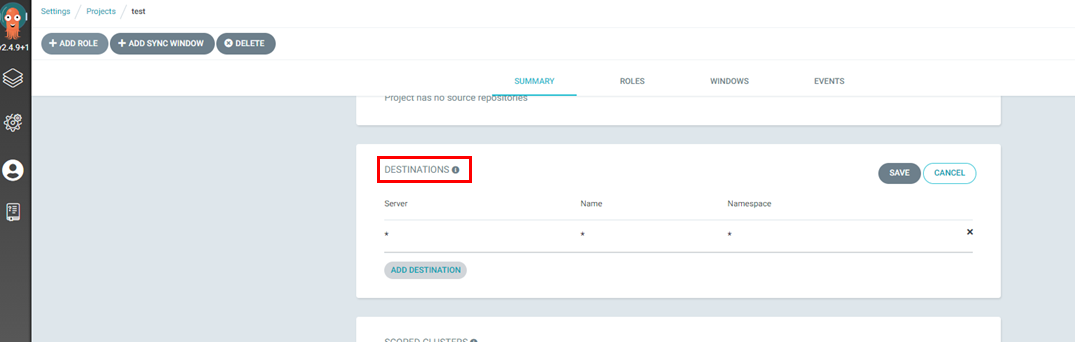 Settings / Projects / test
v2.4.9+1
+ ADD ROLE + ADD SYNC WINDOW DELETE
SUMMARY ROLES WINDOWS EVENTS
Project has no source repositories
DESTINATIONS
SAVE CANCEL
Server Name Namespace
* * *
ADD DESTINATION
SCOPED CLUSTERS